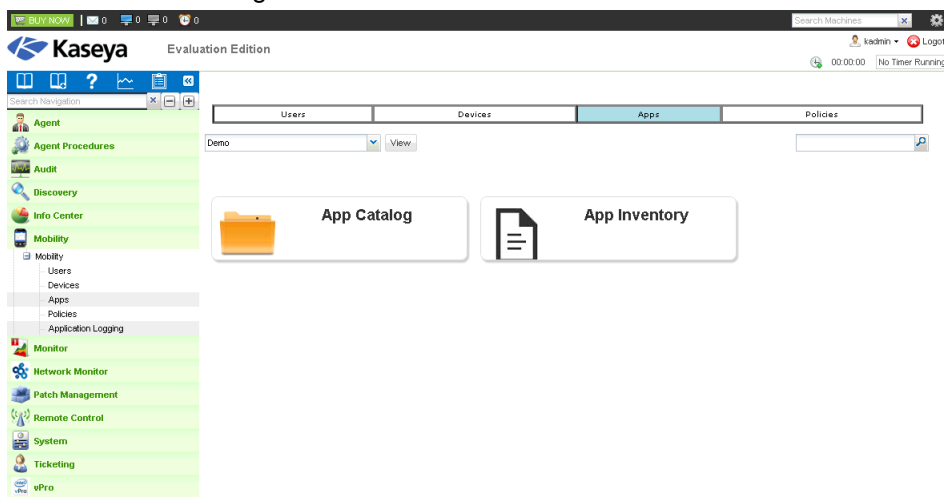 BUY NOW 0 0 0 0 Search Machines
Kaseya Evaluation Edition kadmin Logof
00:00:00 No Timer Running
Search Navigation
Users Devices Apps Policies
Agent
Demo View
Agent Procedures
Audit
Discovery
Info Center
App Catalog App Inventory
Mobility
Mobility
Users
Devices
Apps
Policies
Application Logging
Monitor
Network Monitor
Patch Management
Remote Control
System
Ticketing
vPro